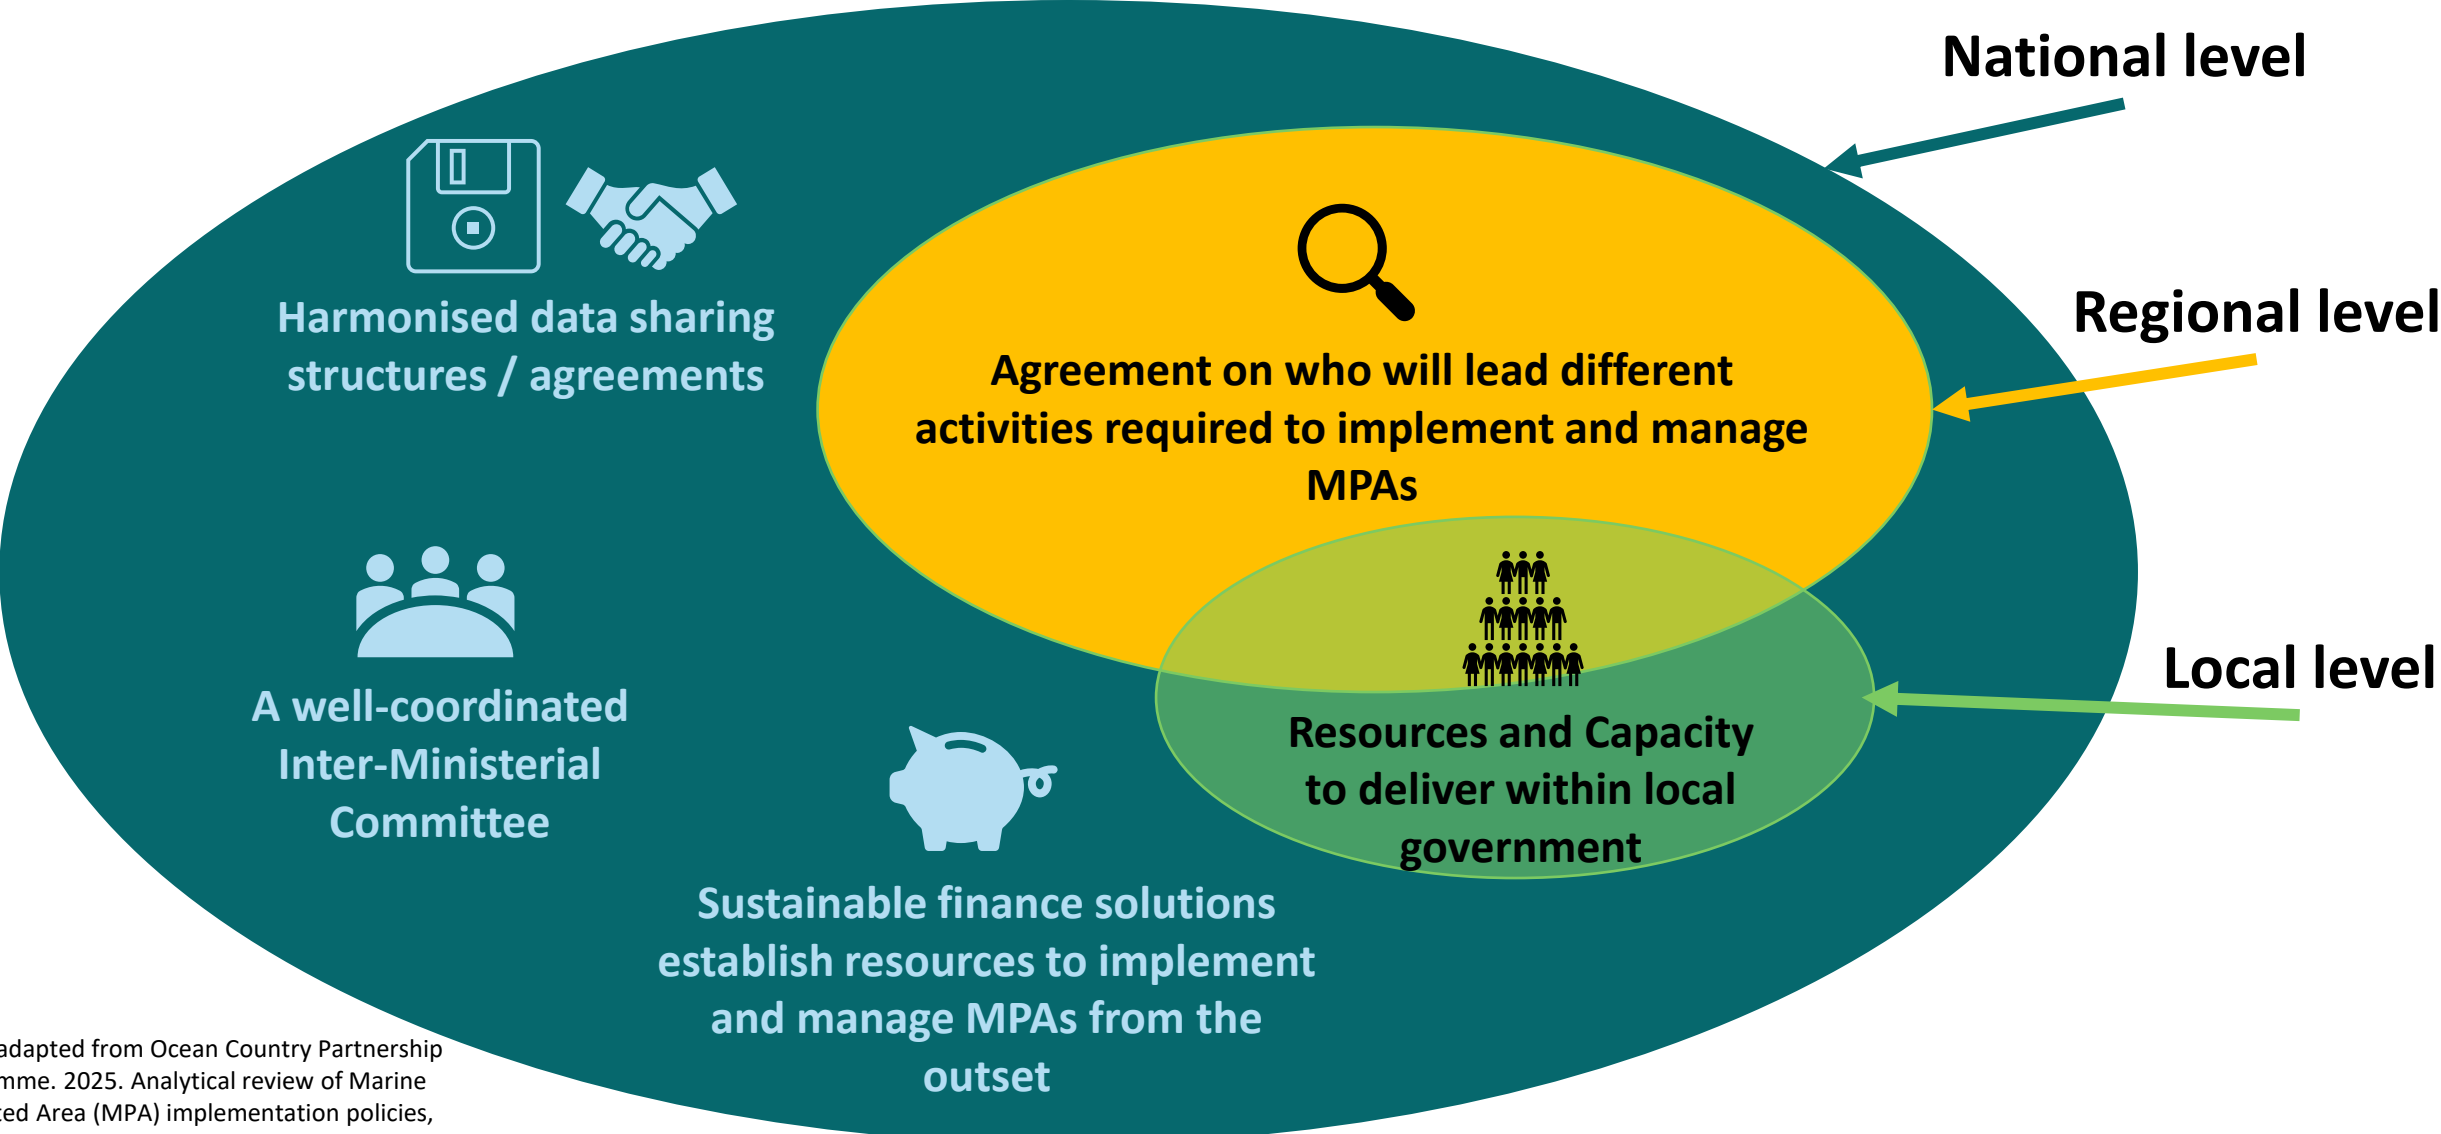 National level
Harmonised data sharing
structures / agreements
Agreement on who will lead different
activities required to implement and manage
MPAs
Regional level
A well-coordinated
Inter-Ministerial
Committee
Resources and Capacity
to deliver within local
government
Local level
Sustainable finance solutions
establish resources to implement
and manage MPAs from the
outset
adapted from Ocean Country Partnership
2025. Analytical review of Marine
Area (MPA) implementation policies,